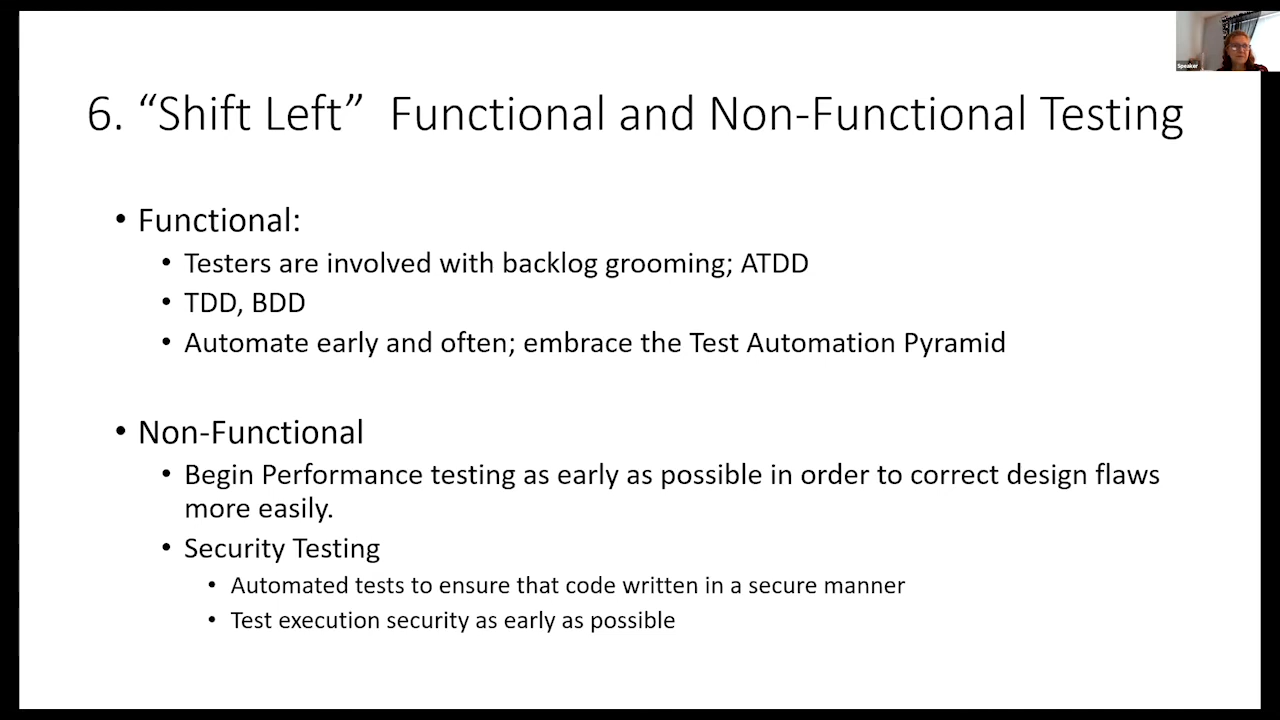 Speaker
6. “Shift Left”  Functional and Non-Functional Testing
• Functional:
• Testers are involved with backlog grooming; ATDD
• TDD, BDD
• Automate early and often; embrace the Test Automation Pyramid
• Non-Functional
• Begin Performance testing as early as possible in order to correct design flaws
more easily.
• Security Testing
• Automated tests to ensure that code written in a secure manner
• Test execution security as early as possible